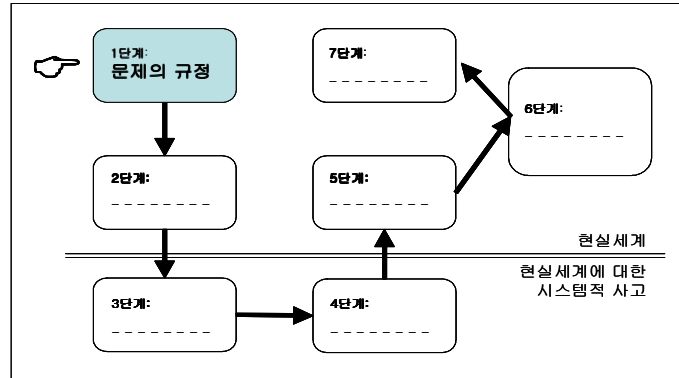 1단계:
문제의 규정
2단계:
_ _ _ _ _ _ _ _
3단계:
_ _ _ _ _ _ _ _
4단계:
_ _ _ _ _ _ _ _
5단계:
_ _ _ _ _ _ _ _
6단계:
_ _ _ _ _ _ _ _
7단계:
_ _ _ _ _ _ _ _
현실세계
현실세계에 대한
시스템적 사고